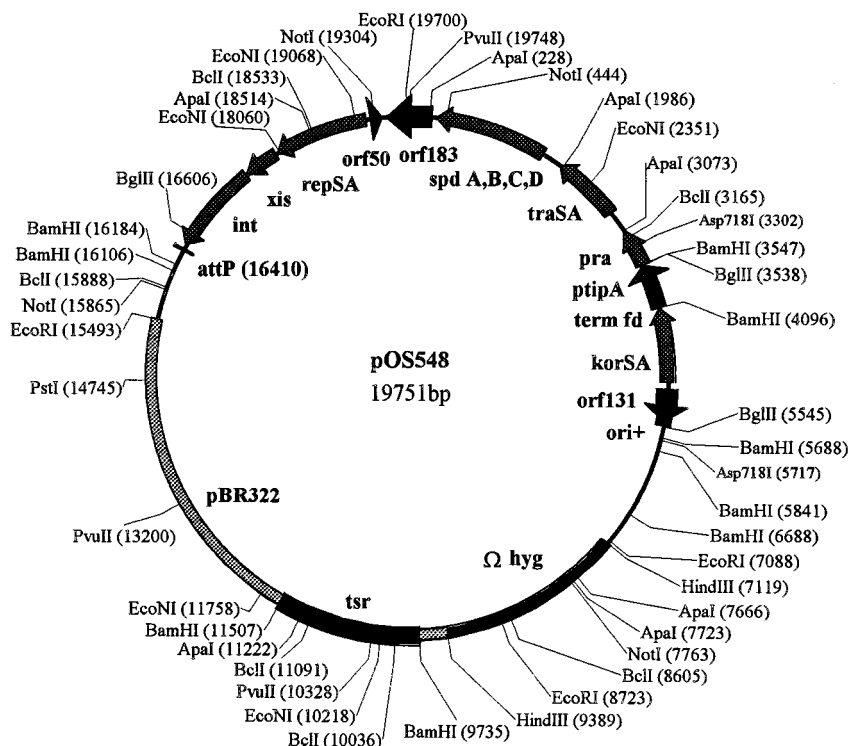 EcoRI (19700)
NotI (19304)
PvuII (19748)
EcoNI (19068)
ApaI (228)
BclI (18533)
NotI (444)
ApaI (18514)
ApaI (1986)
EcoNI (18060)
EcoNI (2351)
orf50
orf183
ApaI (3073)
repSA
spd A,B,C,D
BglII (16606)
xis
BclI (3165)
int
traSA
Asp718I (3302)
BamHI (16184)
pra
BamHI (3547)
BamHI (16106)
attP (16410)
BglII (3538)
BclI (15888)
ptipA
NotI (15865)
term fd
BamHI (4096)
EcoRI (15493)
pOS548
korSA
PstI (14745)
19751bp
orf131
BglII (5545)
ori+
BamHI (5688)
Asp718I (5717)
pBR322
BamHI (5841)
PvuII (13200)
BamHI (6688)
Ω hyg
EcoRI (7088)
HindIII (7119)
EcoNI (11758)
tsr
ApaI (7666)
BamHI (11507)
ApaI (7723)
ApaI (11222)
NotI (7763)
BclI (11091)
BclI (8605)
PvuII (10328)
EcoRI (8723)
EcoNI (10218)
HindIII (9389)
BamHI (9735)
BclI (10036)